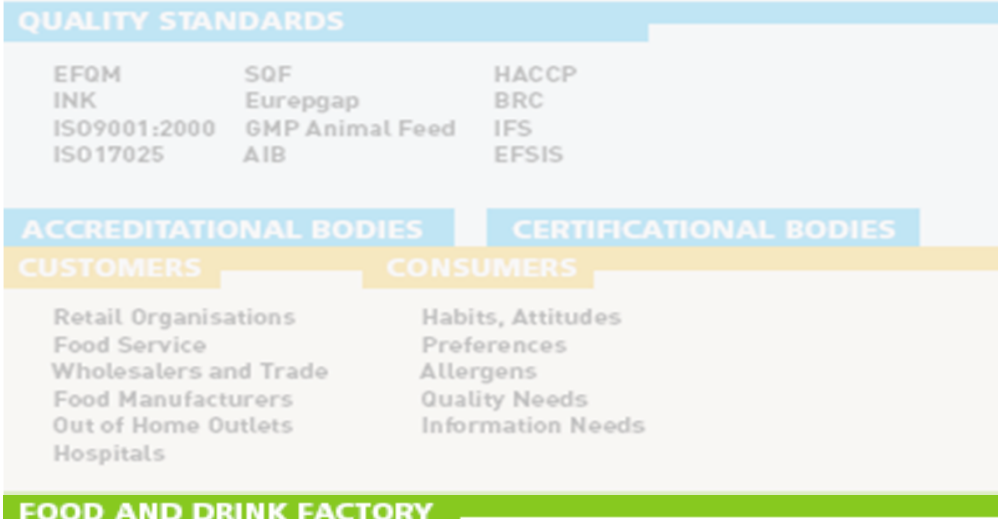 QUALITY STANDARDS
EFQM SQF HACCP
INK Eurepgap BRC
ISO9001:2000 GMP Animal Feed IFS
ISO17025 AIB EFSIS
ACCREDITATIONAL BODIES CERTIFICATIONAL BODIES
CUSTOMERS CONSUMERS
Retail Organisations Habits, Attitudes
Food Service Preferences
Wholesalers and Trade Allergens
Food Manufacturers Quality Needs
Out of Home Outlets Information Needs
Hospitals
FOOD AND DRINK FACTORY